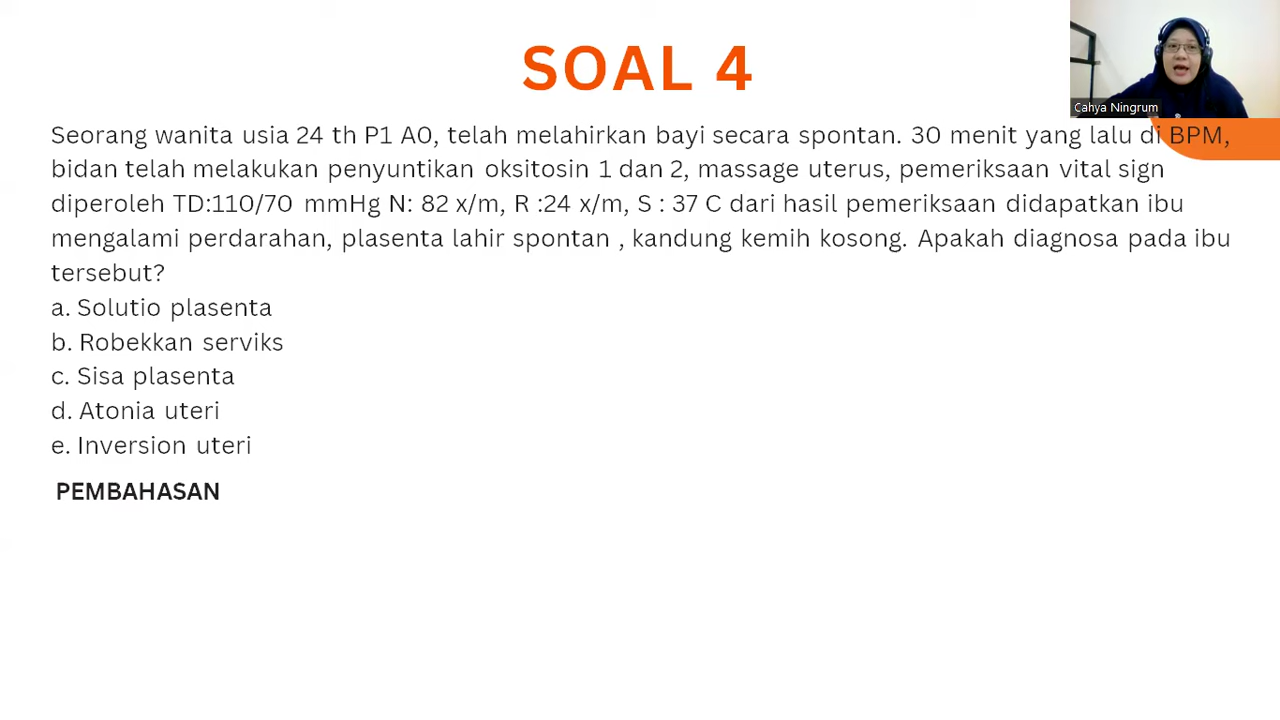 SOAL 4
Cahya Ningrum
Seorang wanita usia 24 th P1 A0, telah melahirkan bayi secara spontan. 30 menit yang lalu di BPM,
bidan telah melakukan penyuntikan oksitosin 1 dan 2, massage uterus, pemeriksaan vital sign
diperoleh TD:110/70 mmHg N: 82 x/m, R :24 x/m, S : 37 C dari hasil pemeriksaan didapatkan ibu
mengalami perdarahan, plasenta lahir spontan , kandung kemih kosong. Apakah diagnosa pada ibu
tersebut?
a. Solutio plasenta
b. Robekkan serviks
c. Sisa plasenta
d. Atonia uteri
e. Inversion uteri
PEMBAHASAN